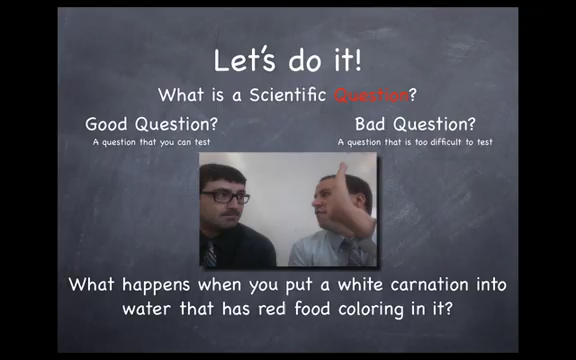 Let's do it!
What is a Scientific Question?
Good Question?
A question that you can test
Bad Question?
A question that is too difficult to test
What happens when you put a white carnation into
water that has red food coloring in it?